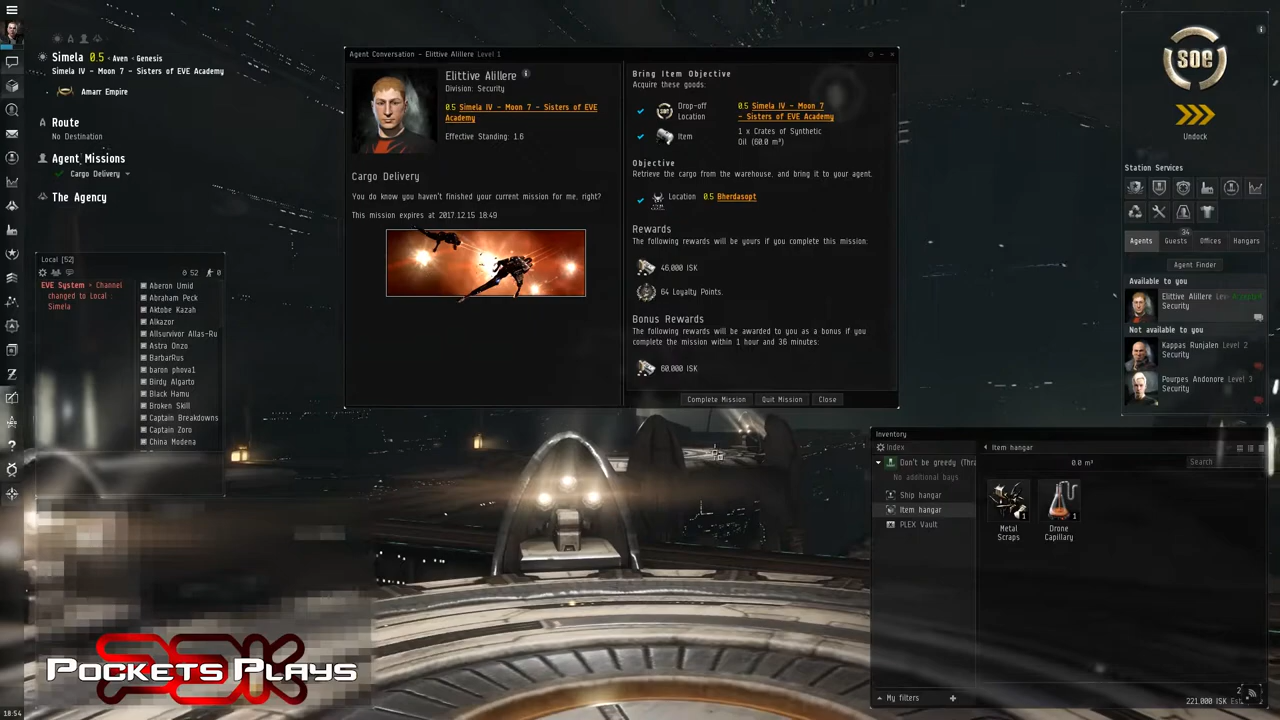 Simela 0.5 • Aven • Genesis
Simela IV - Moon 7 - Sisters of EVE Academy
Amarr Empire
Route
No Destination
Agent Missions
Cargo Delivery
The Agency
Local [52]
52 0
EVE System > Channel changed to Local : Simela
Aberon Umid
Abraham Peck
Aktobe Kazah
Alkazor
Allsurvivor Atlas-Ru
Astra Onzo
BarbarRus
baron phova1
Birdy Algarto
Black Hamu
Broken Skill
Captain Breakdowns
Captain Zoro
China Modena
Agent Conversation - Elittive Alillere Level 1
Elittive Alillere
Division: Security
0.5 Simela IV - Moon 7 - Sisters of EVE
Academy
Effective Standing: 1.6
Cargo Delivery
You do know you haven't finished your current mission for me, right?
This mission expires at 2017.12.15 18:49
Bring Item Objective
Acquire these goods:
Drop-off Location
0.5 Simela IV - Moon 7
- Sisters of EVE Academy
Item
1 x Crates of Synthetic
Oil (60.0 m³)
Objective
Retrieve the cargo from the warehouse, and bring it to your agent.
Location 0.5 Bherdasopt
Rewards
The following rewards will be yours if you complete this mission:
46,000 ISK
64 Loyalty Points.
Bonus Rewards
The following rewards will be awarded to you as a bonus if you
complete the mission within 1 hour and 36 minutes:
60,000 ISK
Complete Mission
Quit Mission
Close
SOE
Undock
Station Services
34
Agents
Guests
Offices
Hangars
Agent Finder
Available to you
Elittive Alillere
Security
Not available to you
Kappas Runjalen Level 2
Security
Pourpes Andonore Level 3
Security
Inventory
Index
Item hangar
Don't be greedy (Thra
0.0 m³
Search
No additional bays
Ship hangar
Item hangar
PLEX Vault
1
1
Metal
Scraps
Drone
Capillary
My filters
221,000 ISK Est.
Pockets Plays
18:54